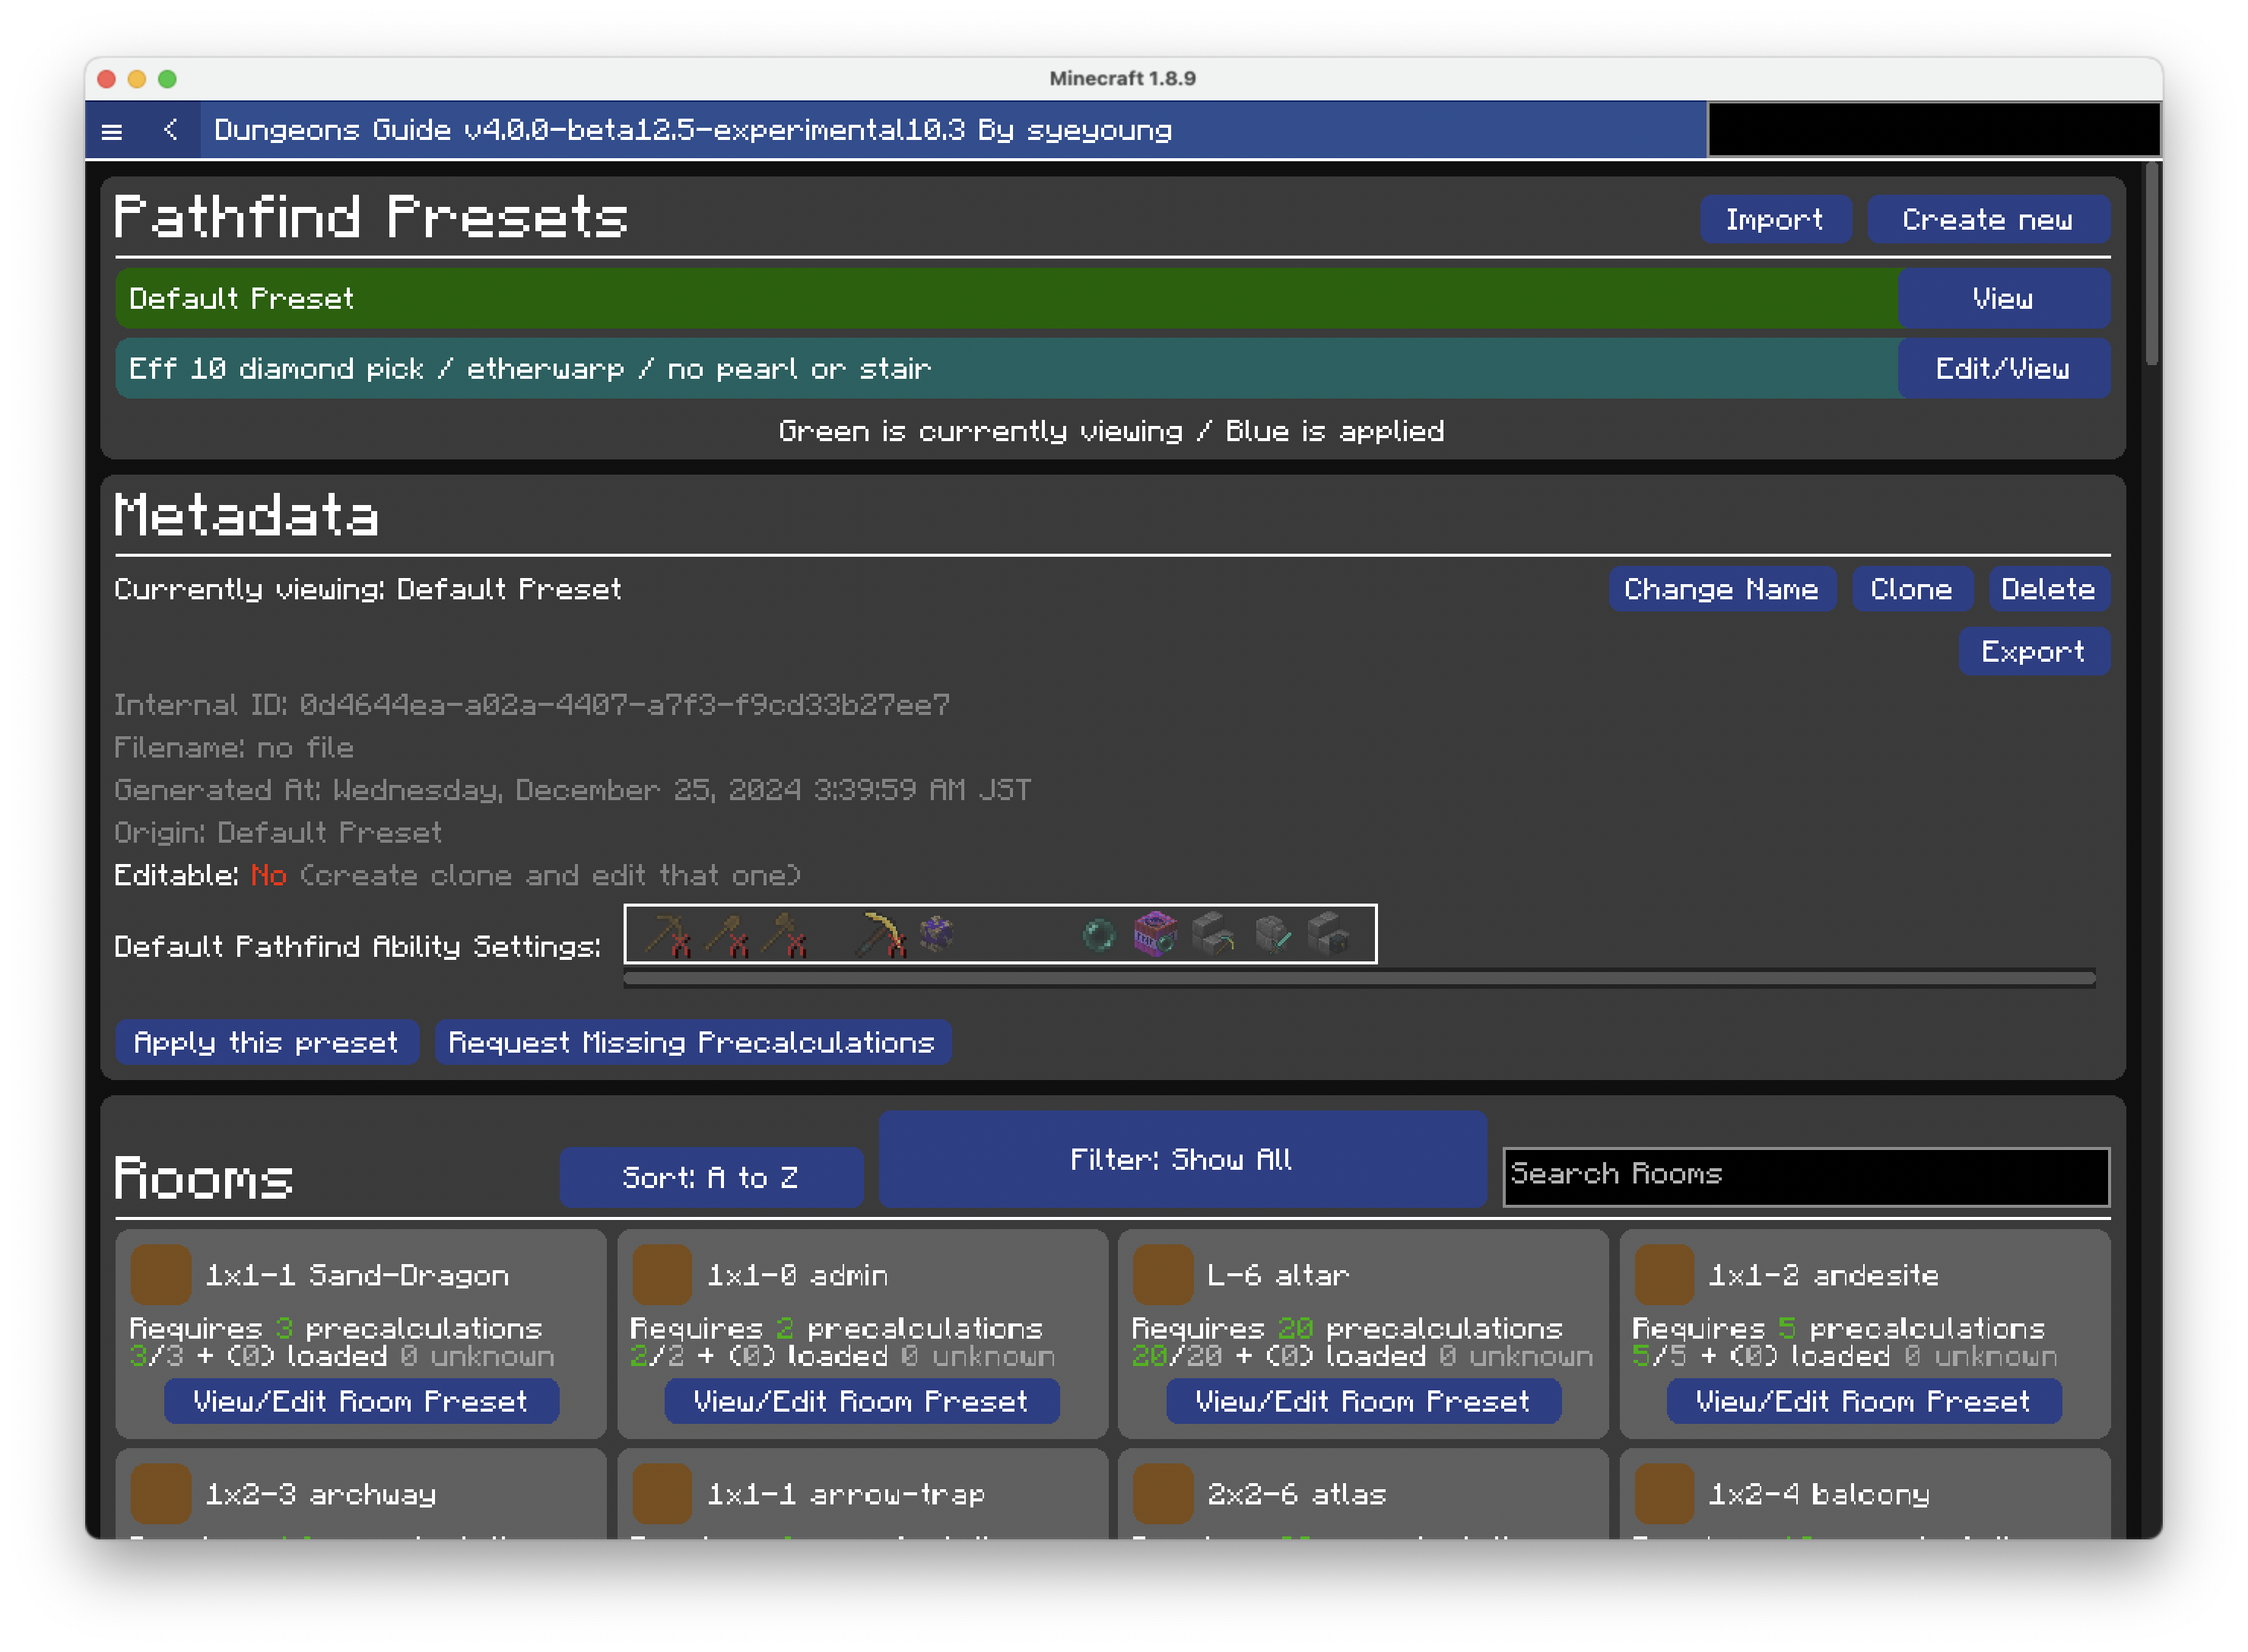 Minecraft 1.8.9
Dungeons Guide v4.0.0-beta12.5-experimental10.3 By syeyoung
Pathfind Presets
Import
Create new
Default Preset
View
Eff 10 diamond pick / etherwarp / no pearl or stair
Edit/View
Green is currently viewing / Blue is applied
Metadata
Currently viewing: Default Preset
Change Name
Clone
Delete
Export
Internal ID: 0d4644ea-a02a-4407-a7f3-f9cd33b27ee7
Filename: no file
Generated At: Wednesday, December 25, 2024 3:39:59 AM JST
Origin: Default Preset
Editable: No (create clone and edit that one)
Default Pathfind Ability Settings:
Apply this preset
Request Missing Precalculations
Rooms
Sort: A to Z
Filter: Show All
Search Rooms
1x1-1 Sand-Dragon
Requires 3 precalculations
3/3 + (0) loaded 0 unknown
View/Edit Room Preset
1x1-0 admin
Requires 2 precalculations
2/2 + (0) loaded 0 unknown
View/Edit Room Preset
L-6 altar
Requires 20 precalculations
20/20 + (0) loaded 0 unknown
View/Edit Room Preset
1x1-2 andesite
Requires 5 precalculations
5/5 + (0) loaded 0 unknown
View/Edit Room Preset
1x2-3 archway
1x1-1 arrow-trap
2x2-6 atlas
1x2-4 balcony